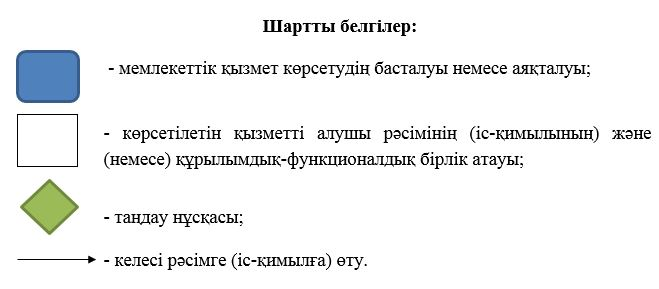 Шартты белгілер:
- мемлекеттік қызмет көрсетудің басталуы немесе аяқталуы;
- көрсетілетін қызметті алушы рәсімінің (іс-қимылының) және
(немесе) құрылымдық-функционалдық бірлік атауы;
- таңдау нұсқасы;
- келесі рәсімге (іс-қимылға) өту.